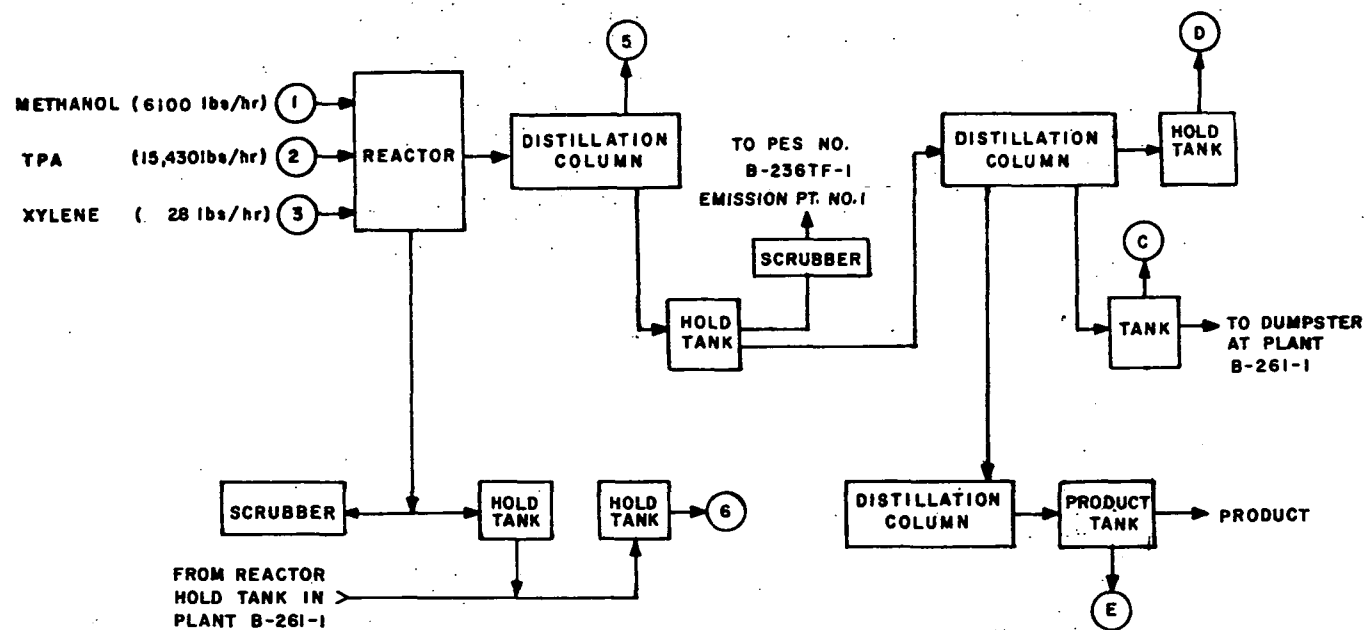 5
D
METHANOL (6100 lbs/hr) 1
TPA (15,430lbs/hr) 2
XYLENE ( 28 lbs/hr) 3
REACTOR
DISTILLATION
COLUMN
TO PES NO.
B-236TF-1
EMISSION PT. NO.1
SCRUBBER
HOLD
TANK
DISTILLATION
COLUMN
HOLD
TANK
C
TANK
TO DUMPSTER
AT PLANT
B-261-1
SCRUBBER
HOLD
TANK
HOLD
TANK
6
FROM REACTOR
HOLD TANK IN
PLANT B-261-1
DISTILLATION
COLUMN
PRODUCT
TANK
PRODUCT
E